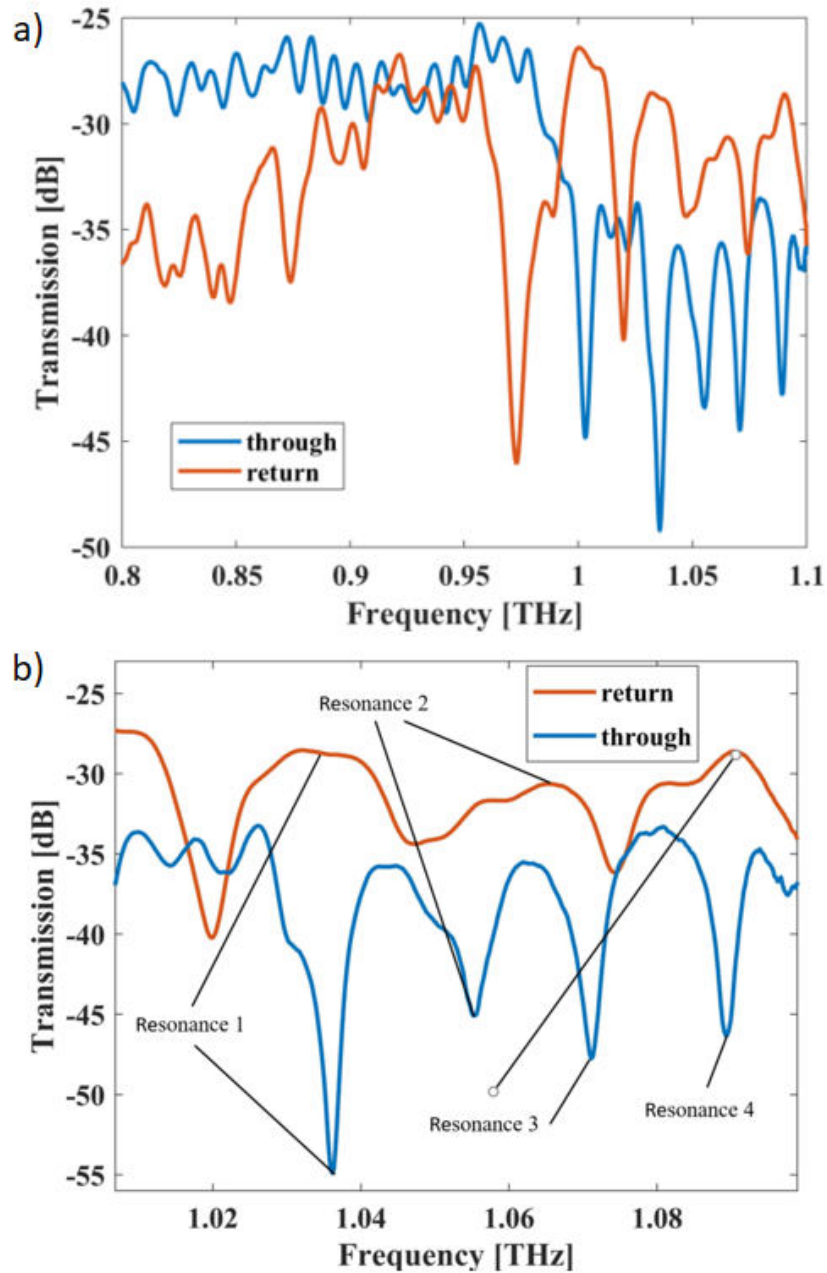 a)
-25
-30
-35
-40
-45
-50
Transmission [dB]
through
return
0.8 0.85 0.9 0.95 1 1.05 1.1
Frequency [THz]
b)
-25
-30
-35
-40
-45
-50
-55
Transmission [dB]
Resonance 2
return
through
Resonance 1
Resonance 3
Resonance 4
1.02 1.04 1.06 1.08
Frequency [THz]